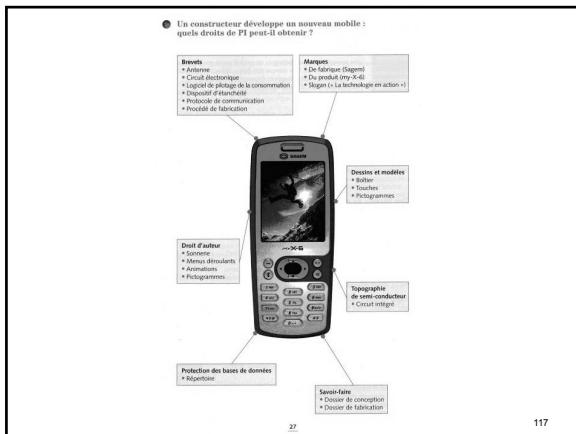 Un constructeur développe un nouveau mobile :
quels droits de PI peut-il obtenir ?
Brevets
• Antenne
• Circuit électronique
• Logiciel de pilotage de la consommation
• Dispositif d'étanchéité
• Protocole de communication
• Procédé de fabrication
Marques
• De fabrique (Sagem)
• Du produit (my-X-6)
• Slogan (« La technologie en action »)
SAGEM
Dessins et modèles
• Boîtier
• Touches
• Pictogrammes
Droit d'auteur
• Sonnerie
• Menus déroulants
• Animations
• Pictogrammes
my-X-6
Topographie
de semi-conducteur
• Circuit intégré
Protection des bases de données
• Répertoire
Savoir-faire
• Dossier de conception
• Dossier de fabrication
27
117